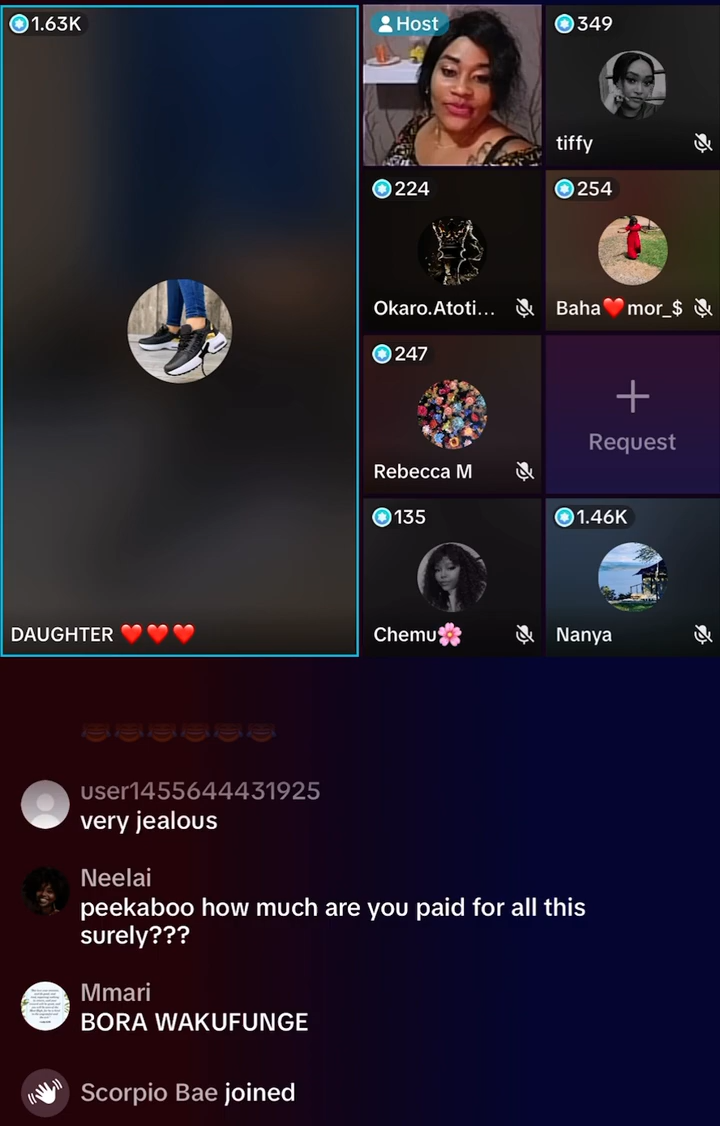 1.63K
Host
349
tiffy
224
Okaro.Atoti...
254
Baha❤️mor_$
247
Rebecca M
+
Request
135
Chemu🌸
1.46K
Nanya
DAUGHTER ❤️❤️❤️
user1455644431925
very jealous
Neelai
peekaboo how much are you paid for all this
surely???
Mmari
BORA WAKUFUNGE
Scorpio Bae joined